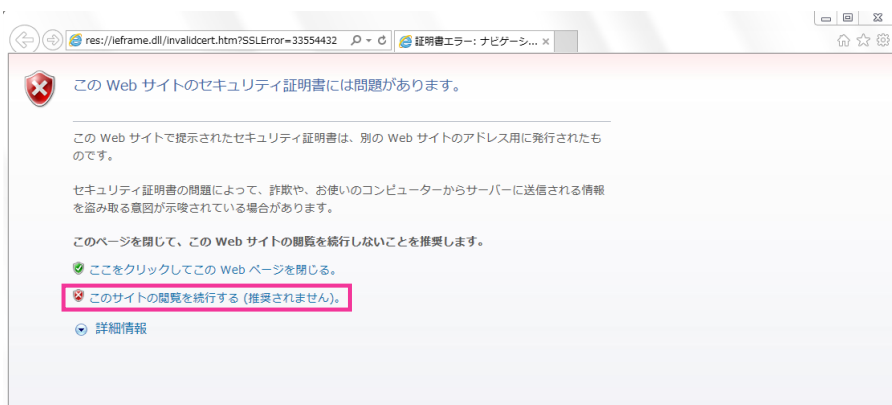 res://ieframe.dll/invalidcert.htm?SSLError=33554432
証明書エラー: ナビゲーシ... ×
この Web サイトのセキュリティ証明書には問題があります。
この Web サイトで提示されたセキュリティ証明書は、別の Web サイトのアドレス用に発行されたも
のです。
セキュリティ証明書の問題によって、詐欺や、お使いのコンピューターからサーバーに送信される情報
を盗み取る意図が示唆されている場合があります。
このページを閉じて、この Web サイトの閲覧を続行しないことを推奨します。
ここをクリックしてこの Web ページを閉じる。
このサイトの閲覧を続行する (推奨されません)。
詳細情報